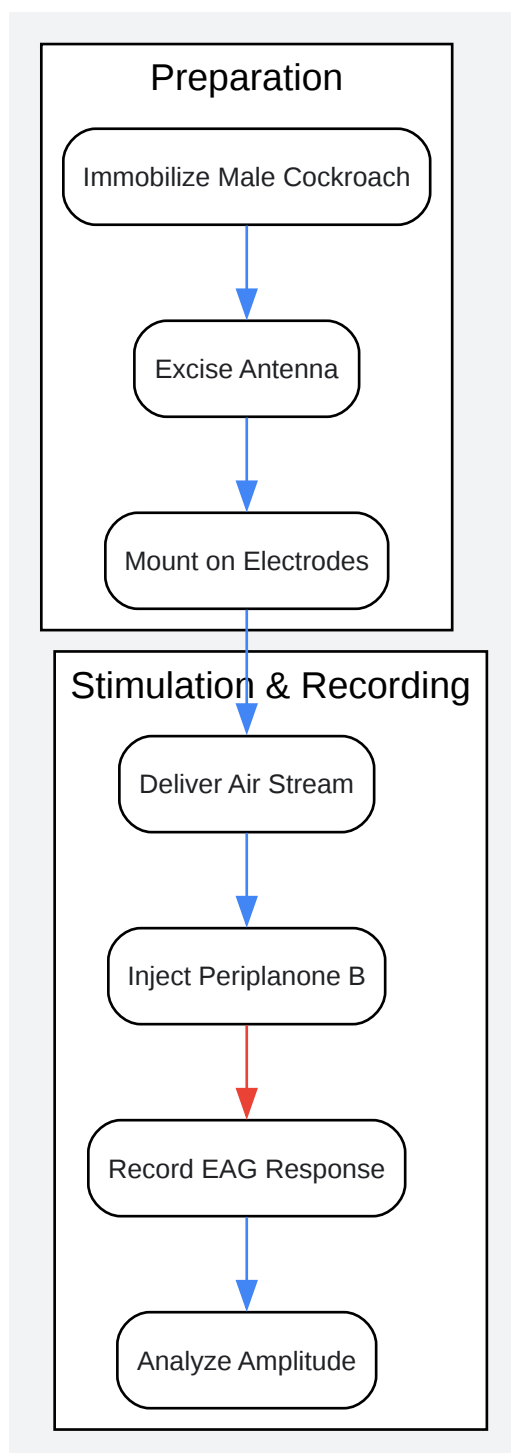 Preparation
Immobilize Male Cockroach
Excise Antenna
Mount on Electrodes
Stimulation & Recording
Deliver Air Stream
Inject Periplanone B
Record EAG Response
Analyze Amplitude